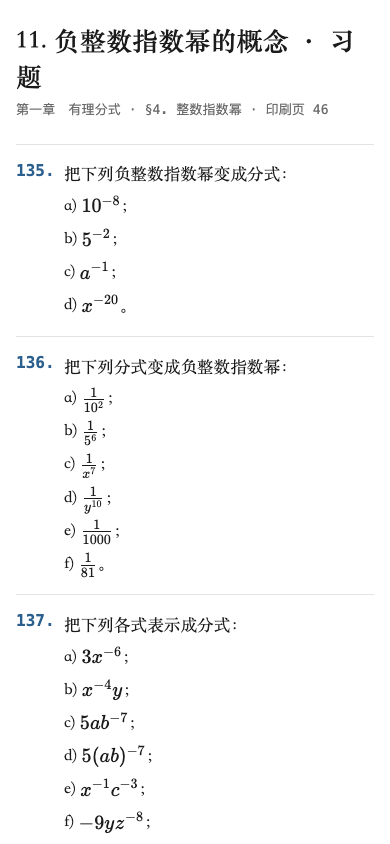 11. 负整数指数幂的概念 · 习
题
第一章 有理分式 · §4. 整数指数幂 · 印刷页 46
135. 把下列负整数指数幂变成分式：
a) 10⁻⁸；
b) 5⁻²；
c) a⁻¹；
d) x⁻²⁰。
136. 把下列分式变成负整数指数幂：
a) 1/10²；
b) 1/5⁶；
c) 1/x⁷；
d) 1/y¹⁰；
e) 1/1000；
f) 1/81。
137. 把下列各式表示成分式：
a) 3x⁻⁶；
b) x⁻⁴y；
c) 5ab⁻⁷；
d) 5(ab)⁻⁷；
e) x⁻¹c⁻³；
f) −9yz⁻⁸；